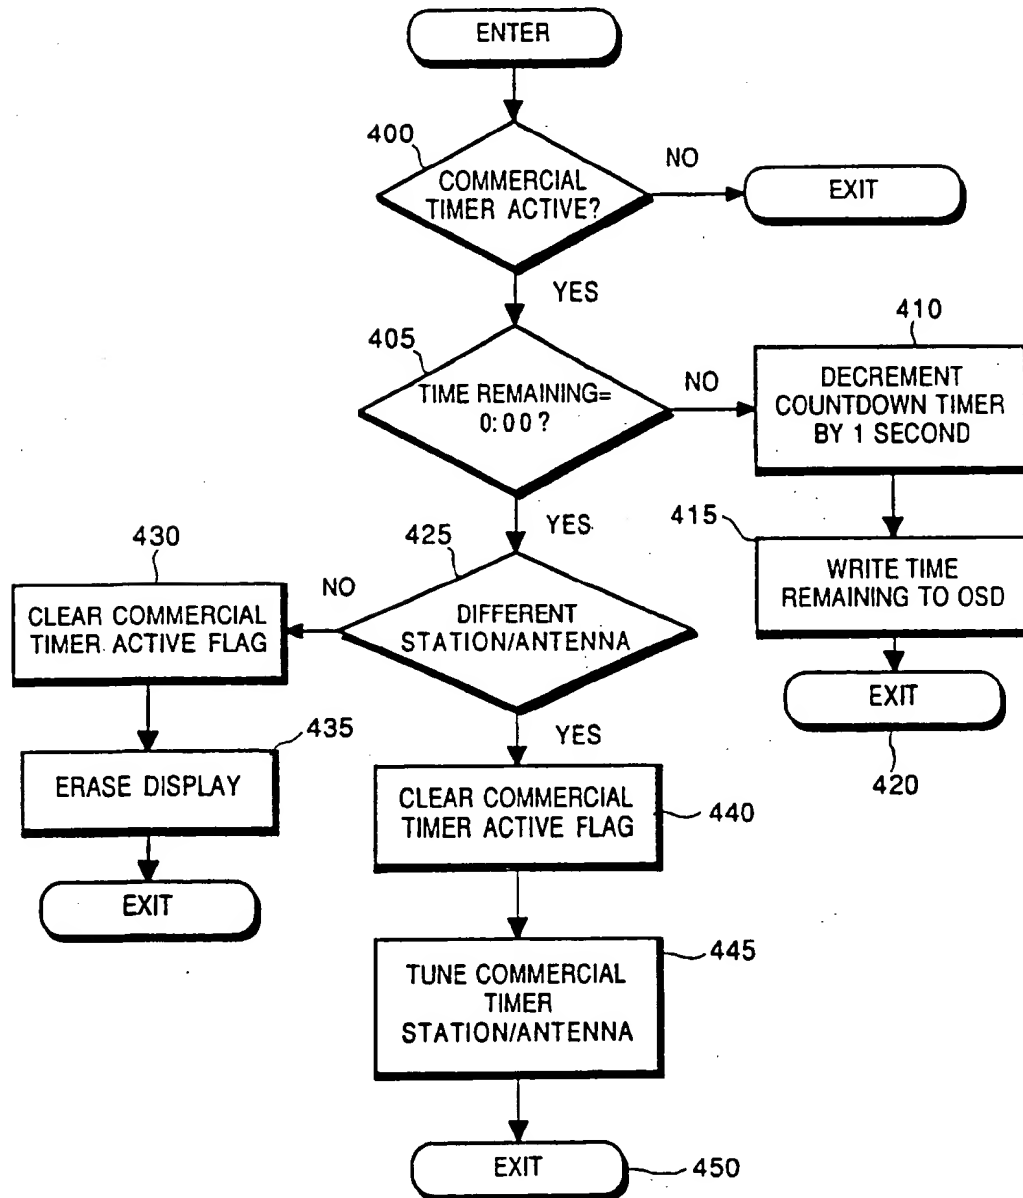 ENTER
400
COMMERCIAL
TIMER ACTIVE?
NO
EXIT
YES
405
TIME REMAINING=
0:00?
NO
410
DECREMENT
COUNTDOWN TIMER
BY 1 SECOND
YES
415
WRITE TIME
REMAINING TO OSD
EXIT
420
425
DIFFERENT
STATION/ANTENNA
NO
430
CLEAR COMMERCIAL
TIMER ACTIVE FLAG
435
ERASE DISPLAY
EXIT
YES
CLEAR COMMERCIAL
TIMER ACTIVE FLAG
440
TUNE COMMERCIAL
TIMER
STATION/ANTENNA
445
EXIT
450